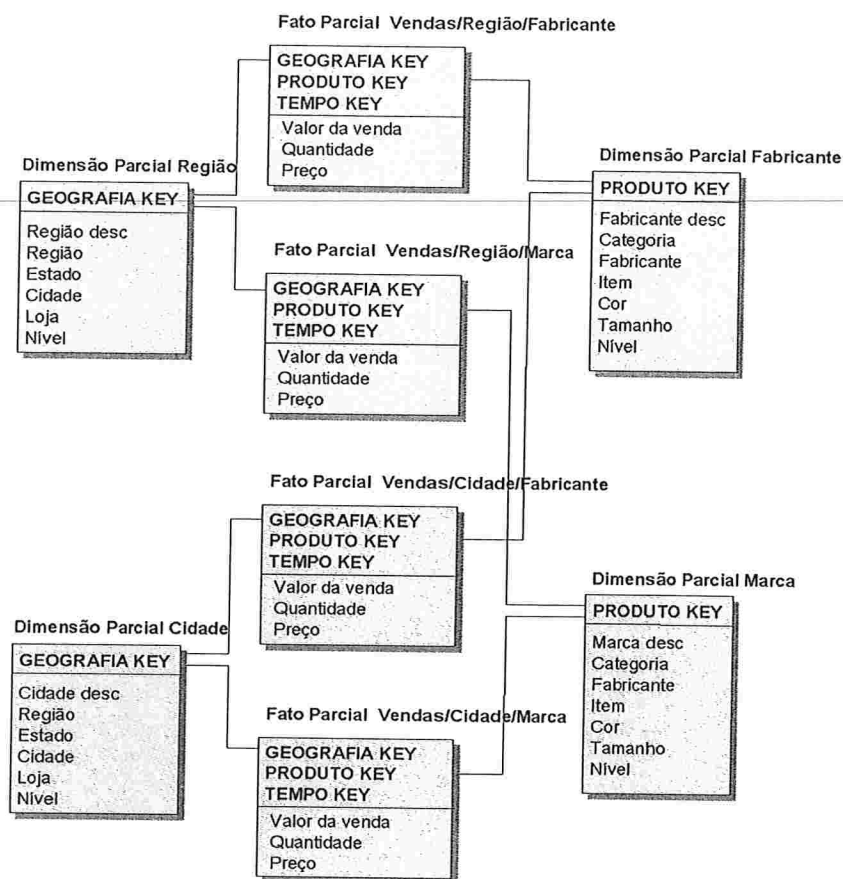 Fato Parcial Vendas/Região/Fabricante
GEOGRAFIA KEY
PRODUTO KEY
TEMPO KEY
Valor da venda
Quantidade
Preço
Dimensão Parcial Região
GEOGRAFIA KEY
Região desc
Região
Estado
Cidade
Loja
Nível
Dimensão Parcial Fabricante
PRODUTO KEY
Fabricante desc
Categoria
Fabricante
Item
Cor
Tamanho
Nível
Fato Parcial Vendas/Região/Marca
GEOGRAFIA KEY
PRODUTO KEY
TEMPO KEY
Valor da venda
Quantidade
Preço
Fato Parcial Vendas/Cidade/Fabricante
GEOGRAFIA KEY
PRODUTO KEY
TEMPO KEY
Valor da venda
Quantidade
Preço
Dimensão Parcial Cidade
GEOGRAFIA KEY
Cidade desc
Região
Estado
Cidade
Loja
Nível
Dimensão Parcial Marca
PRODUTO KEY
Marca desc
Categoria
Fabricante
Item
Cor
Tamanho
Nível
Fato Parcial Vendas/Cidade/Marca
GEOGRAFIA KEY
PRODUTO KEY
TEMPO KEY
Valor da venda
Quantidade
Preço